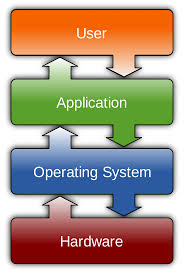 User
Application
Operating System
Hardware